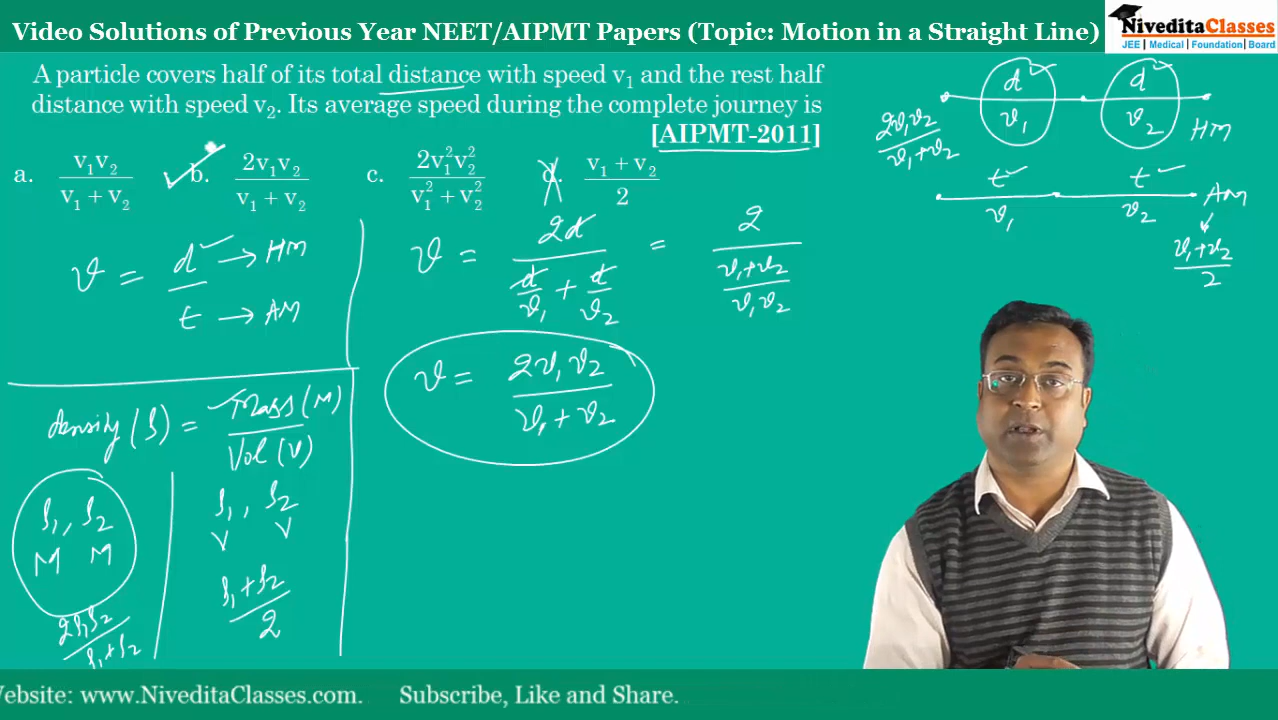 Video Solutions of Previous Year NEET/AIPMT Papers (Topic: Motion in a Straight Line)
NiveditaClasses
JEE | Medical | Foundation | Board
A particle covers half of its total distance with speed v₁ and the rest half
distance with speed v₂. Its average speed during the complete journey is
[AIPMT-2011]
a. v₁v₂ / (v₁ + v₂)
b. 2v₁v₂ / (v₁ + v₂)
c. 2v₁²v₂² / (v₁² + v₂²)
d. (v₁ + v₂) / 2
d d
v₁ v₂ HM
2v₁v₂ / (v₁+v₂)
t t
v₁ v₂ AM
(v₁+v₂) / 2
v = d → HM
t → AM
v = 2d / (d/v₁ + d/v₂) = 2 / ((v₁+v₂) / v₁v₂)
v = 2v₁v₂ / (v₁ + v₂)
density (ρ) = Mass (M) / Vol (V)
ρ₁, ρ₂
M M
2ρ₁ρ₂ / (ρ₁+ρ₂)
ρ₁, ρ₂
V V
(ρ₁+ρ₂) / 2
Website: www.NiveditaClasses.com. Subscribe, Like and Share.